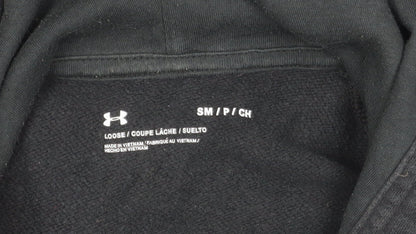 SM / P / CH
LOOSE / COUPE LÂCHE / SUELTO
MADE IN VIETNAM / FABRIQUÉ AU VIETNAM /
HECHO EN VIETNAM